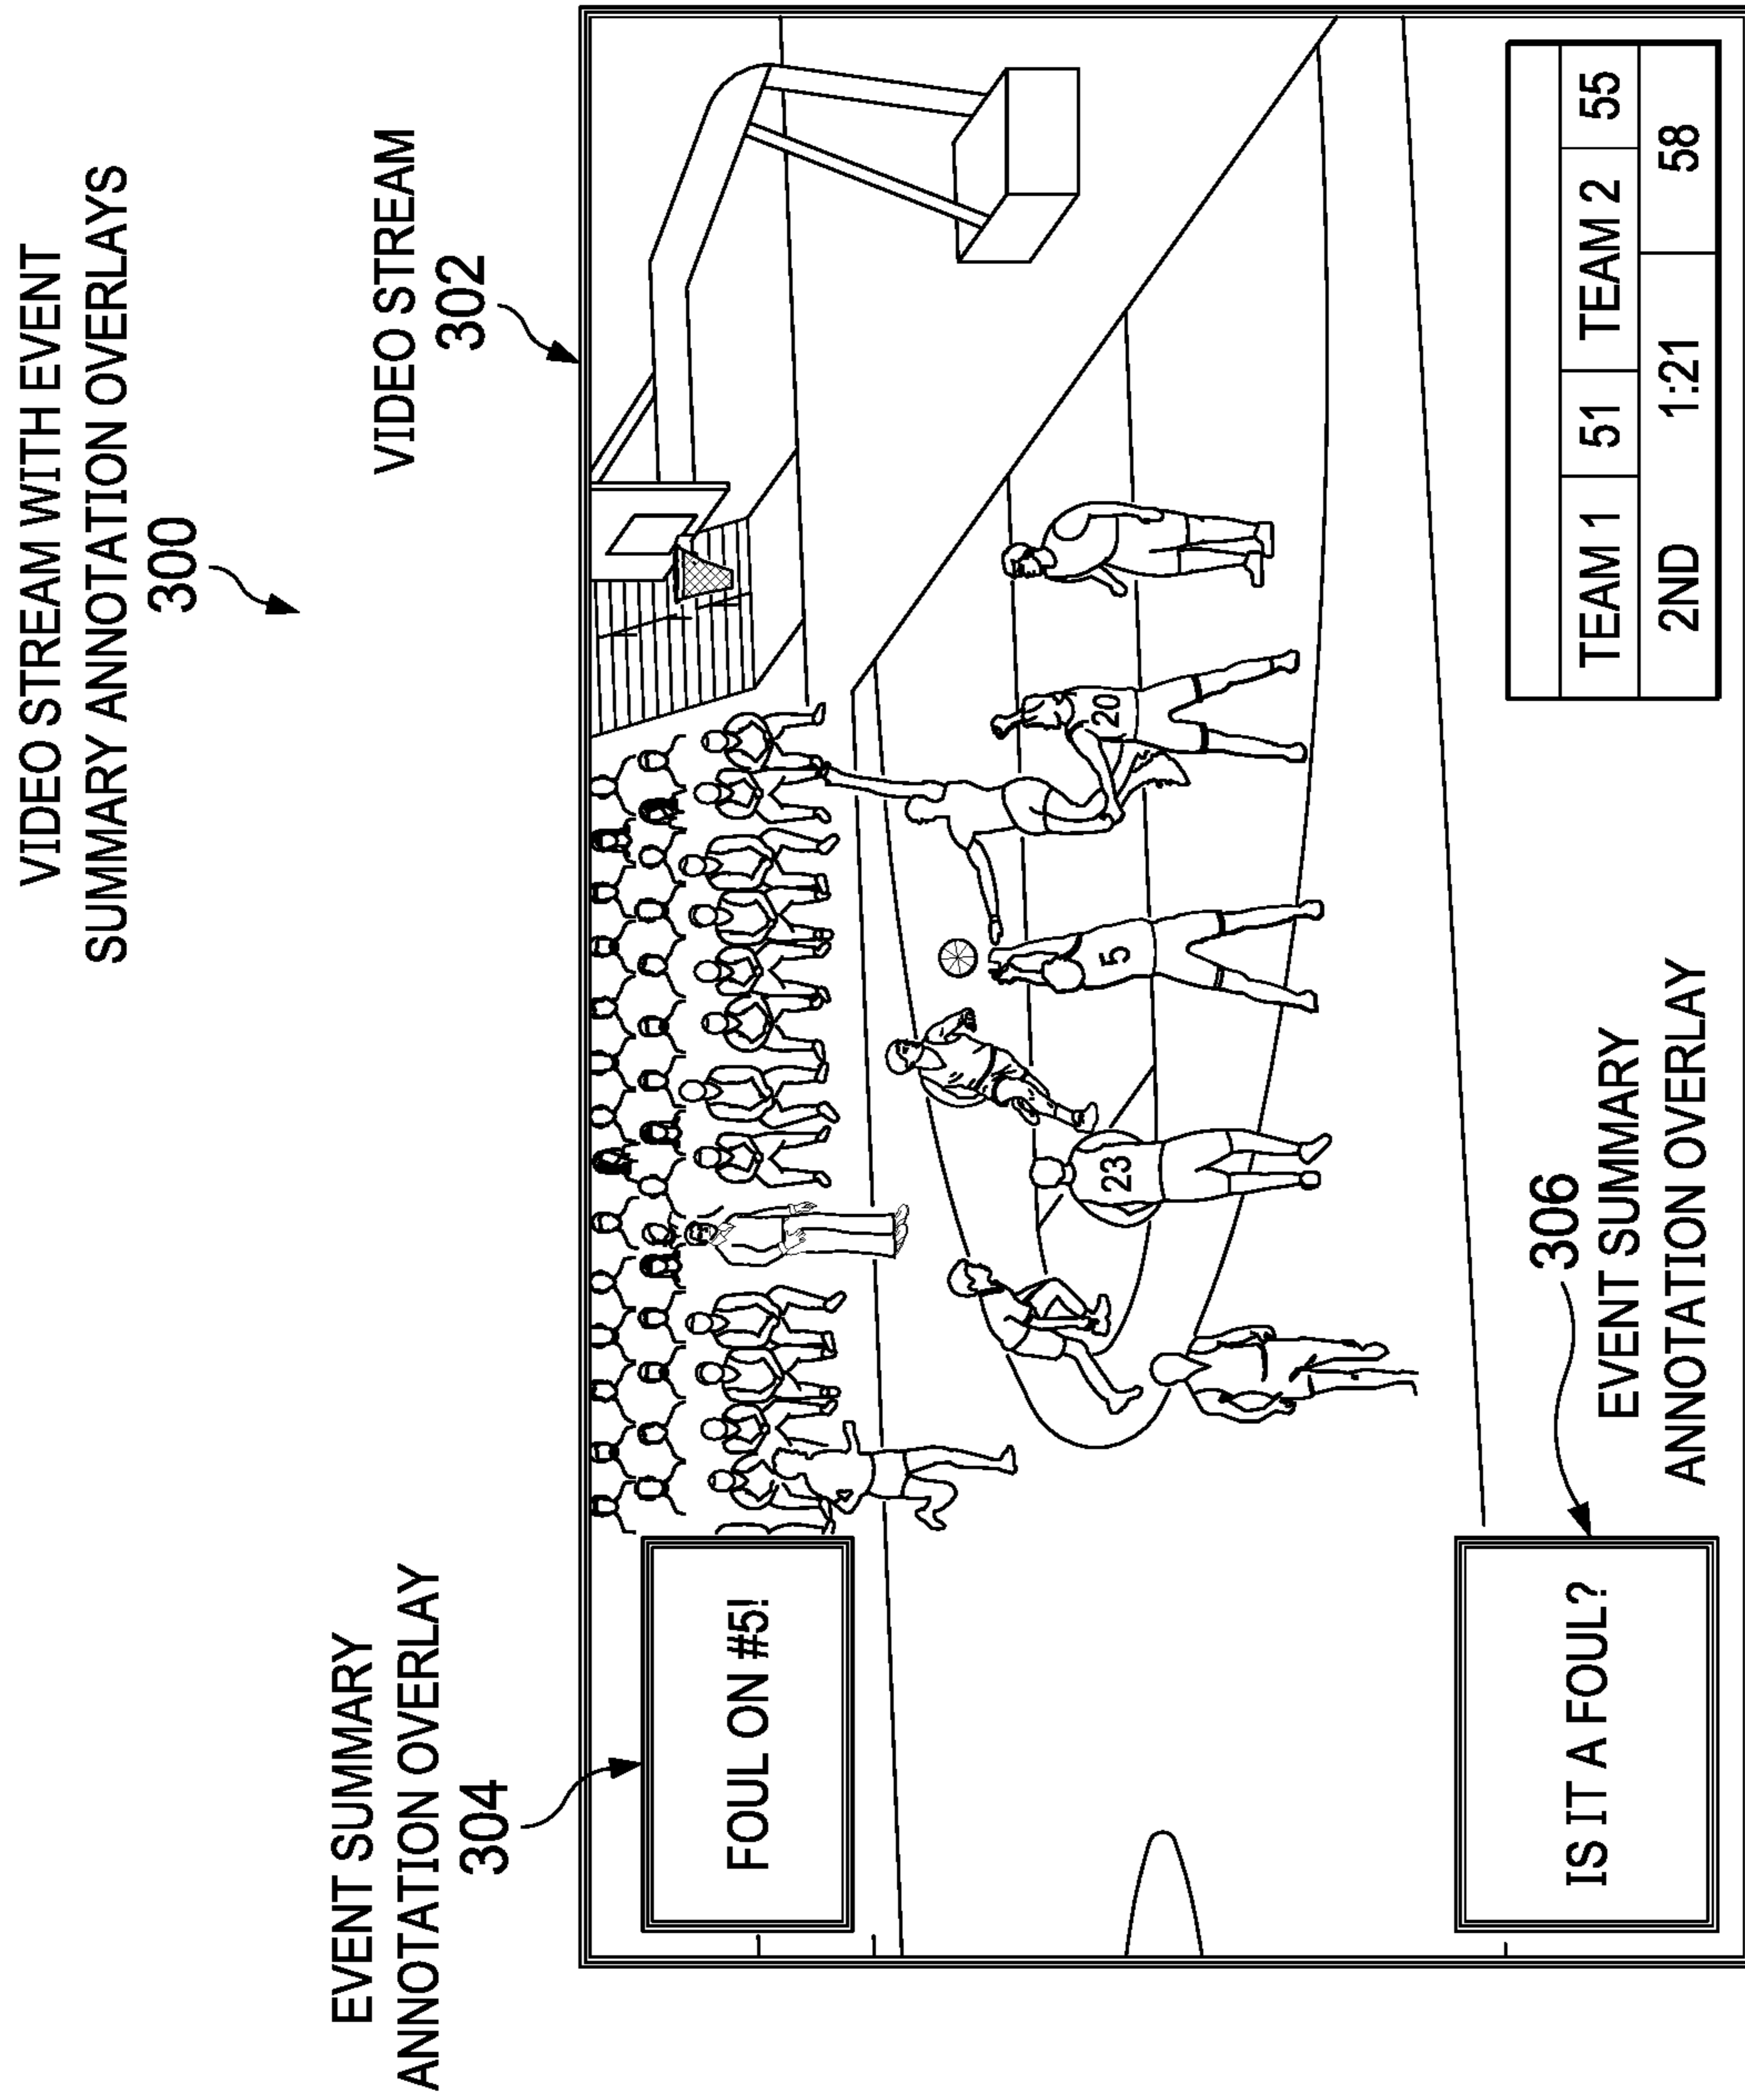 VIDEO STREAM WITH EVENT
SUMMARY ANNOTATION OVERLAYS
300
EVENT SUMMARY
ANNOTATION OVERLAY
304
VIDEO STREAM
302
FOUL ON #5!
23
5
20
IS IT A FOUL?
306
EVENT SUMMARY
ANNOTATION OVERLAY
TEAM 1 51 TEAM 2 55
2ND 1:21 58